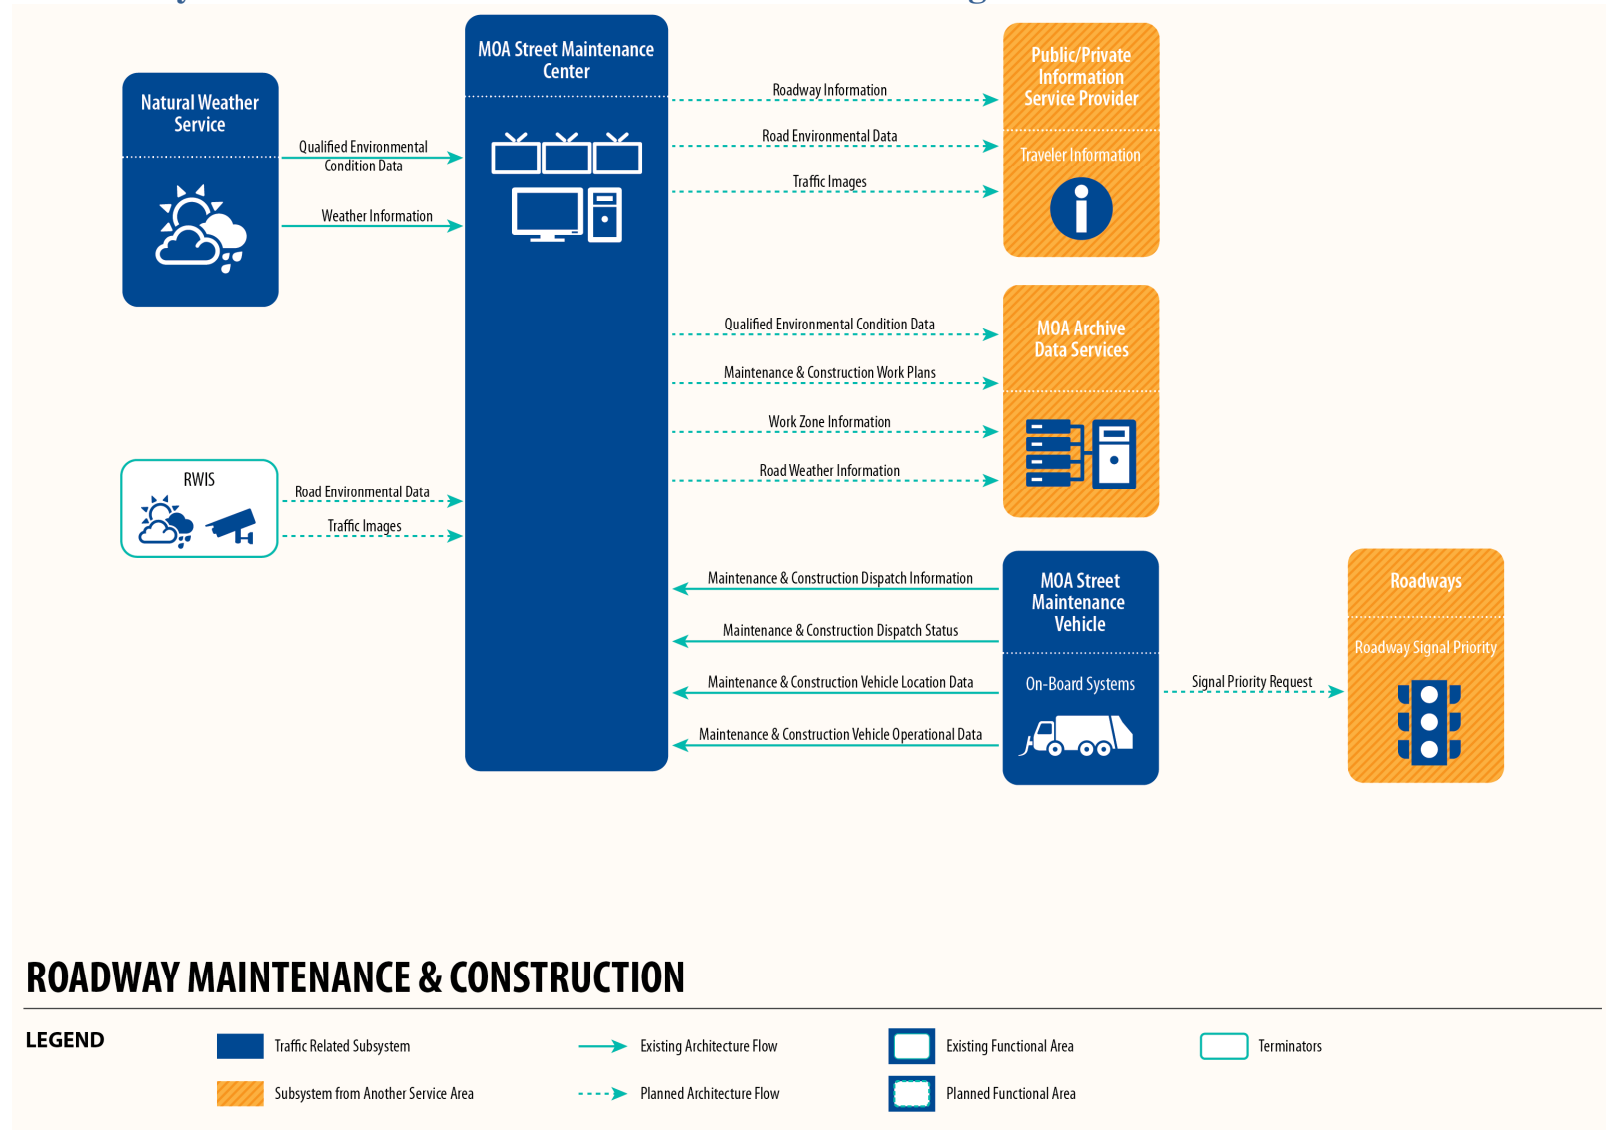 MOA Street Maintenance
Center
Natural Weather
Service
Qualified Environmental
Condition Data
Weather Information
Roadway Information
Road Environmental Data
Traffic Images
Public/Private
Information
Service Provider
Traveler Information
Qualified Environmental Condition Data
Maintenance & Construction Work Plans
Work Zone Information
Road Weather Information
MOA Archive
Data Services
RWIS
Road Environmental Data
Traffic Images
Maintenance & Construction Dispatch Information
Maintenance & Construction Dispatch Status
Maintenance & Construction Vehicle Location Data
Maintenance & Construction Vehicle Operational Data
MOA Street
Maintenance
Vehicle
On-Board Systems
Signal Priority Request
Roadways
Roadway Signal Priority
ROADWAY MAINTENANCE & CONSTRUCTION
LEGEND
Traffic Related Subsystem
Existing Architecture Flow
Existing Functional Area
Terminators
Subsystem from Another Service Area
Planned Architecture Flow
Planned Functional Area